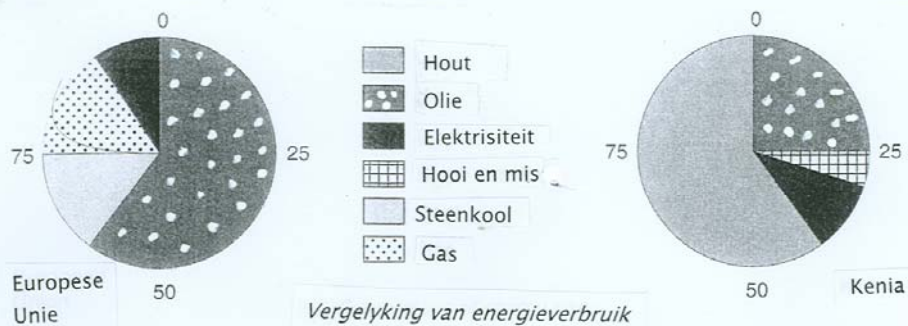 0
75
25
50
Europese
Unie
Hout
Olie
Elektrisiteit
Hooi en mis
Steenkool
Gas
0
75
25
50
Kenia
Vergelyking van energieverbruik